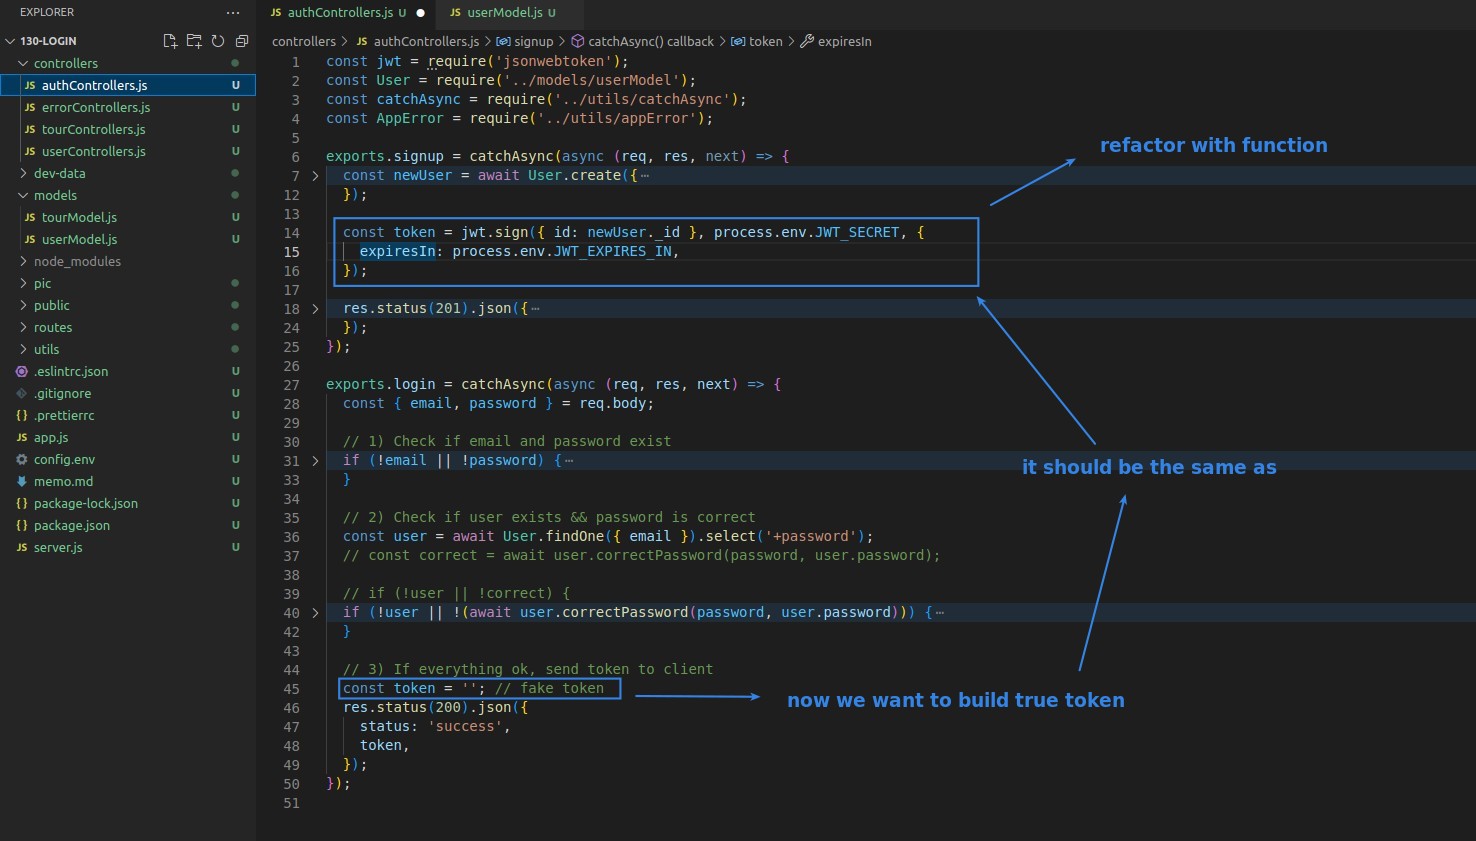 EXPLORER
130-LOGIN
controllers
JS authControllers.js U
JS errorControllers.js U
JS tourControllers.js U
JS userControllers.js U
dev-data
models
JS tourModel.js U
JS userModel.js U
node_modules
pic
public
routes
utils
.eslintrc.json U
.gitignore U
{} .prettierrc U
JS app.js U
config.env U
memo.md U
{} package-lock.json U
{} package.json U
JS server.js U
JS authControllers.js U ● JS userModel.js U
controllers > JS authControllers.js > signup > catchAsync() callback > token > expiresIn
1 const jwt = require('jsonwebtoken');
2 const User = require('../models/userModel');
3 const catchAsync = require('../utils/catchAsync');
4 const AppError = require('../utils/appError');
5
6 exports.signup = catchAsync(async (req, res, next) => {
refactor with function
7 > const newUser = await User.create({⋯
12 });
13
14 const token = jwt.sign({ id: newUser._id }, process.env.JWT_SECRET, {
15 expiresIn: process.env.JWT_EXPIRES_IN,
16 });
17
18 > res.status(201).json({⋯
24 });
25 });
26
27 exports.login = catchAsync(async (req, res, next) => {
28 const { email, password } = req.body;
29
30 // 1) Check if email and password exist
31 > if (!email || !password) {⋯
it should be the same as
33 }
34
35 // 2) Check if user exists && password is correct
36 const user = await User.findOne({ email }).select('+password');
37 // const correct = await user.correctPassword(password, user.password);
38
39 // if (!user || !correct) {
40 > if (!user || !(await user.correctPassword(password, user.password))) {⋯
42 }
43
44 // 3) If everything ok, send token to client
45 const token = ''; // fake token
now we want to build true token
46 res.status(200).json({
47 status: 'success',
48 token,
49 });
50 });
51